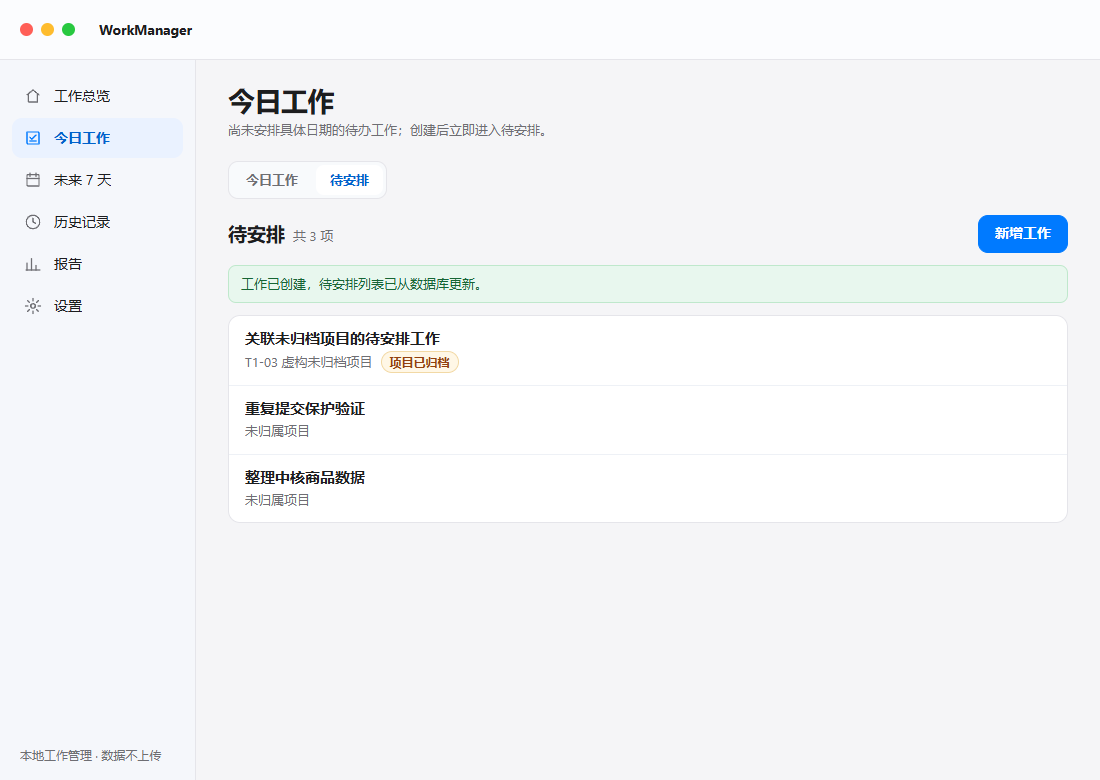 WorkManager
工作总览
今日工作
未来 7 天
历史记录
报告
设置
本地工作管理 · 数据不上传
今日工作
尚未安排具体日期的待办工作；创建后立即进入待安排。
今日工作 待安排
待安排 共 3 项 新增工作
工作已创建，待安排列表已从数据库更新。
关联未归档项目的待安排工作
T1-03 虚构未归档项目 项目已归档
重复提交保护验证
未归属项目
整理中核商品数据
未归属项目